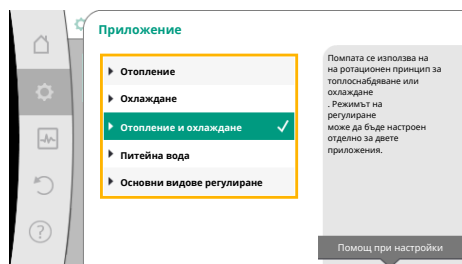 Приложение
Отопление
Охлаждане
Отопление и охлаждане
Питейна вода
Основни видове регулиране
Помпата се използва на
на ротационен принцип за
топлоснабдяване или
охлаждане
. Режимът на
регулиране
може да бъде настроен
отделно за двете
приложения.
Помощ при настройки